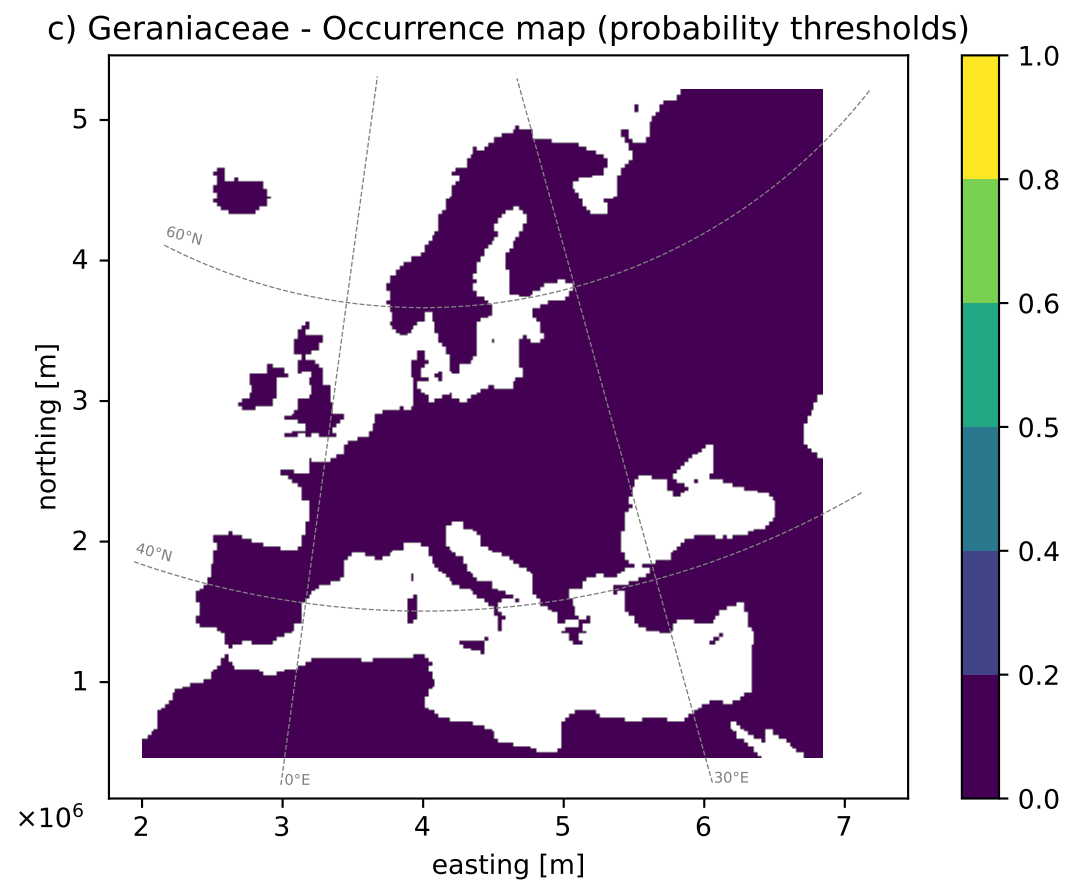 c) Geraniaceae - Occurrence map (probability thresholds)
5
4
3
2
1
northing [m]
60°N
40°N
0°E
30°E
×10⁶
2 3 4 5 6 7
easting [m]
1.0
0.8
0.6
0.5
0.4
0.2
0.0